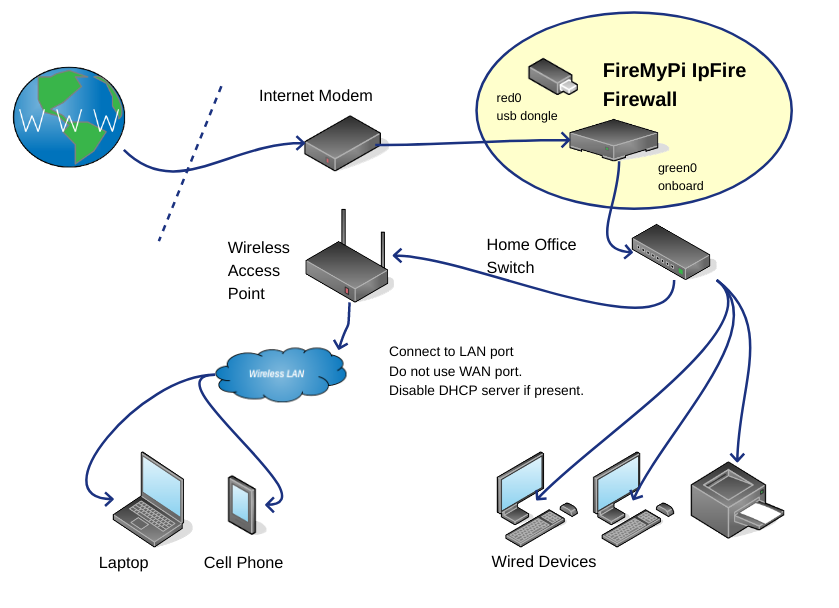 FireMyPi IpFire
Firewall
Internet Modem
red0
usb dongle
W W W
green0
onboard
Wireless
Access
Point
Home Office
Switch
Connect to LAN port
Do not use WAN port.
Disable DHCP server if present.
Wireless LAN
Laptop
Cell Phone
Wired Devices